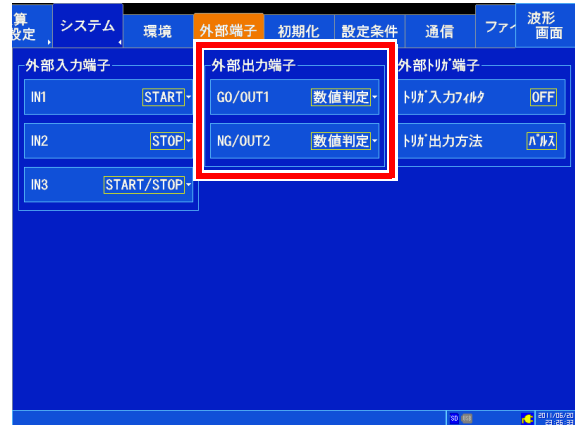 算
設定
システム
環境
外部端子
初期化
設定条件
通信
ファイ
波形
画面
外部入力端子
IN1 START
IN2 STOP
IN3 START/STOP
外部出力端子
GO/OUT1 数値判定
NG/OUT2 数値判定
外部ﾄﾘｶﾞ端子
ﾄﾘｶﾞ入力ﾌｨﾙﾀ OFF
ﾄﾘｶﾞ出力方法 ﾊﾟﾙｽ
SD
2011/06/20
23:26:33